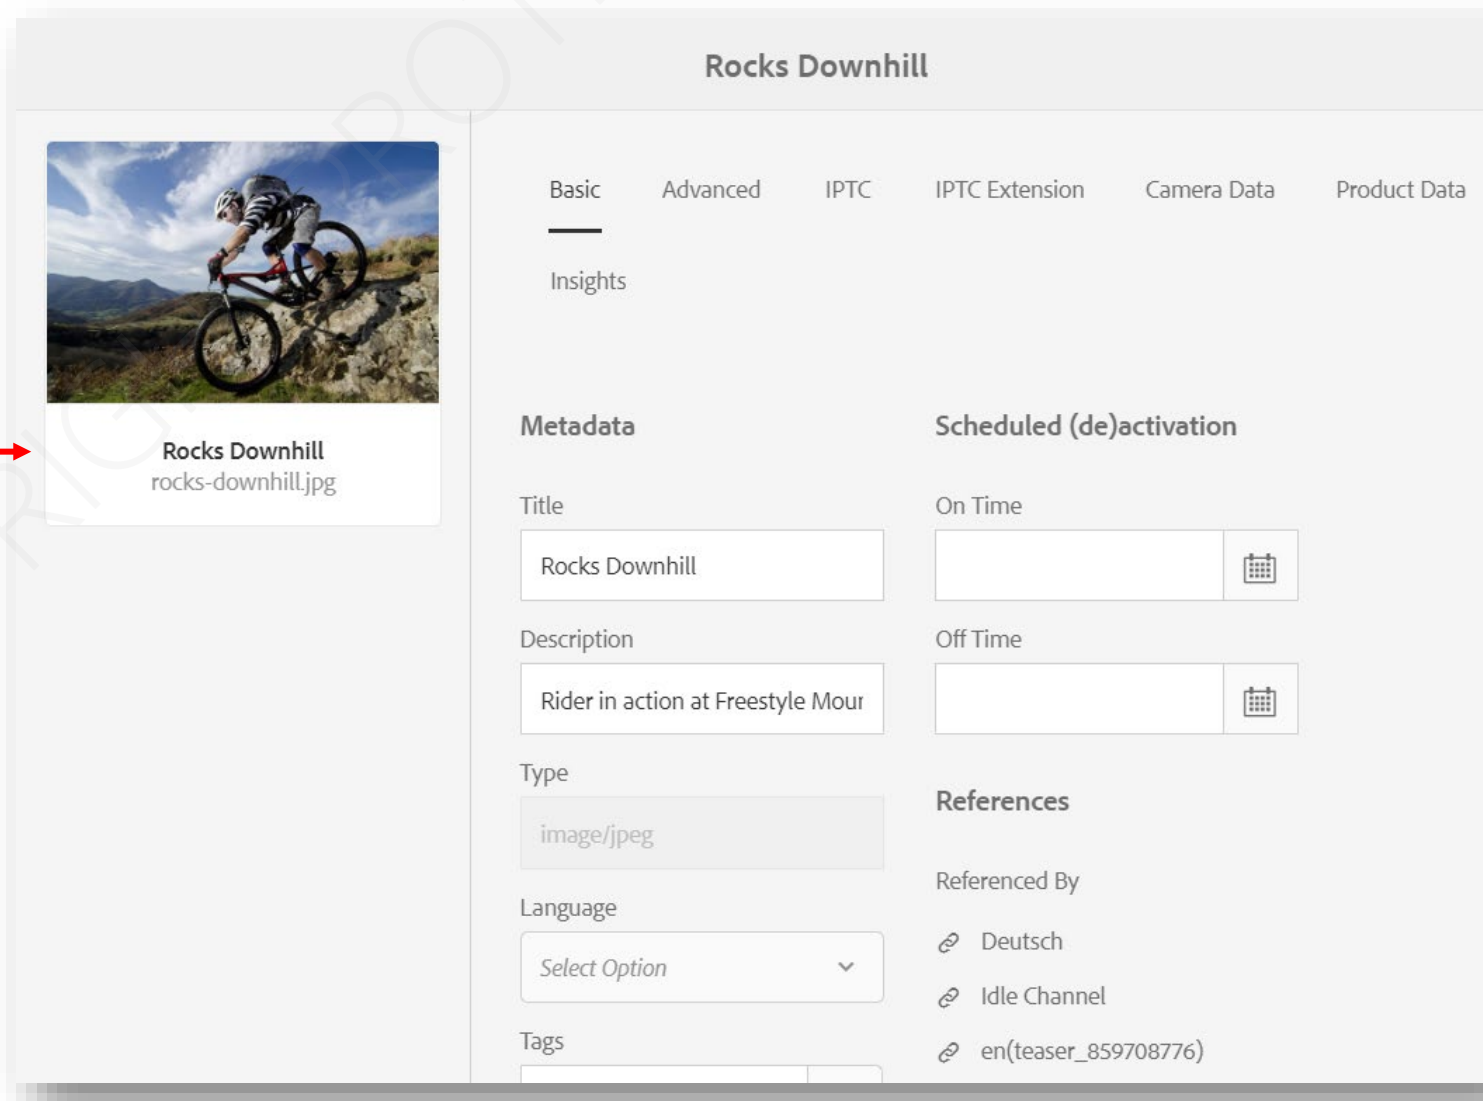 Rocks Downhill
Rocks Downhill
rocks-downhill.jpg
Basic Advanced IPTC IPTC Extension Camera Data Product Data
Insights
Metadata
Title
Rocks Downhill
Description
Rider in action at Freestyle Moun
Type
image/jpeg
Language
Select Option
Tags
Scheduled (de)activation
On Time
Off Time
References
Referenced By
Deutsch
Idle Channel
en(teaser_859708776)